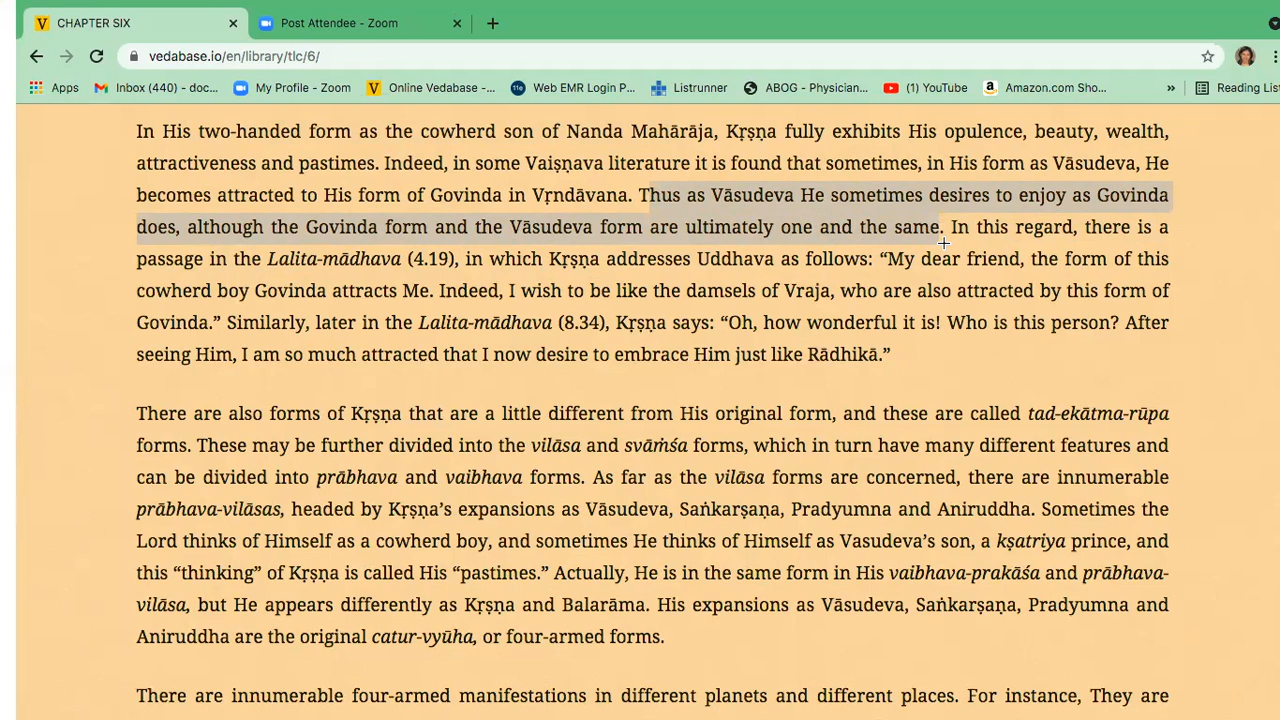 V CHAPTER SIX
Post Attendee - Zoom
vedabase.io/en/library/tlc/6/
Apps
Inbox (440) - doc...
My Profile - Zoom
V Online Vedabase -...
11e Web EMR Login P...
Listrunner
ABOG - Physician...
(1) YouTube
a Amazon.com Sho...
»
Reading List
In His two-handed form as the cowherd son of Nanda Mahārāja, Kṛṣṇa fully exhibits His opulence, beauty, wealth,
attractiveness and pastimes. Indeed, in some Vaiṣṇava literature it is found that sometimes, in His form as Vāsudeva, He
becomes attracted to His form of Govinda in Vṛndāvana. Thus as Vāsudeva He sometimes desires to enjoy as Govinda
does, although the Govinda form and the Vāsudeva form are ultimately one and the same. In this regard, there is a
passage in the Lalita-mādhava (4.19), in which Kṛṣṇa addresses Uddhava as follows: “My dear friend, the form of this
cowherd boy Govinda attracts Me. Indeed, I wish to be like the damsels of Vraja, who are also attracted by this form of
Govinda.” Similarly, later in the Lalita-mādhava (8.34), Kṛṣṇa says: “Oh, how wonderful it is! Who is this person? After
seeing Him, I am so much attracted that I now desire to embrace Him just like Rādhikā.”
There are also forms of Kṛṣṇa that are a little different from His original form, and these are called tad-ekātma-rūpa
forms. These may be further divided into the vilāsa and svāṁśa forms, which in turn have many different features and
can be divided into prābhava and vaibhava forms. As far as the vilāsa forms are concerned, there are innumerable
prābhava-vilāsas, headed by Kṛṣṇa’s expansions as Vāsudeva, Saṅkarṣaṇa, Pradyumna and Aniruddha. Sometimes the
Lord thinks of Himself as a cowherd boy, and sometimes He thinks of Himself as Vasudeva’s son, a kṣatriya prince, and
this “thinking” of Kṛṣṇa is called His “pastimes.” Actually, He is in the same form in His vaibhava-prakāśa and prābhava-
vilāsa, but He appears differently as Kṛṣṇa and Balarāma. His expansions as Vāsudeva, Saṅkarṣaṇa, Pradyumna and
Aniruddha are the original catur-vyūha, or four-armed forms.
There are innumerable four-armed manifestations in different planets and different places. For instance, They are